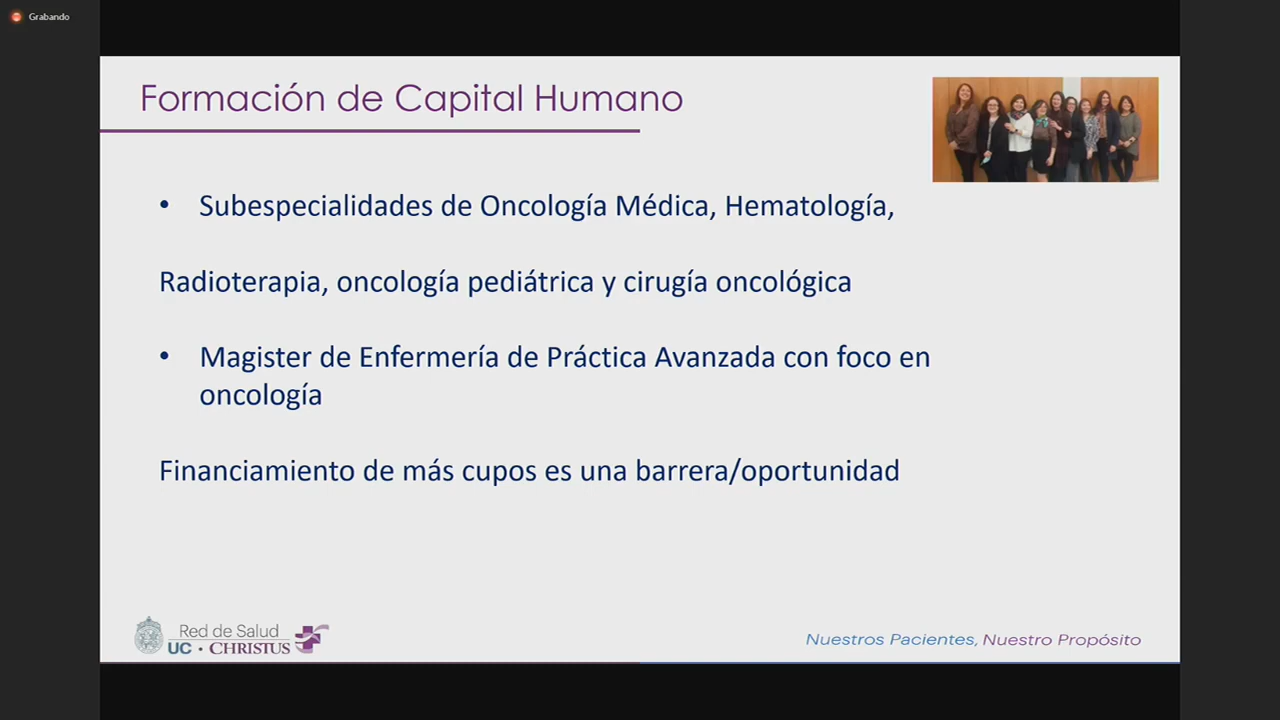 Grabando
Formación de Capital Humano
• Subespecialidades de Oncología Médica, Hematología,
Radioterapia, oncología pediátrica y cirugía oncológica
• Magister de Enfermería de Práctica Avanzada con foco en
oncología
Financiamiento de más cupos es una barrera/oportunidad
Red de Salud
UC • CHRISTUS
Nuestros Pacientes, Nuestro Propósito